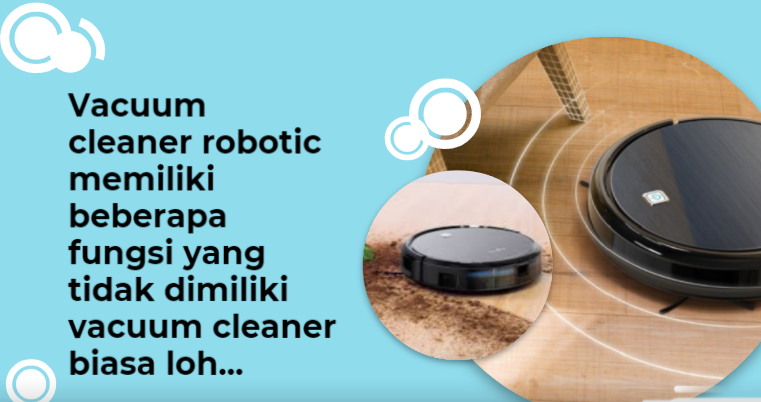 Vacuum
cleaner robotic
memiliki
beberapa
fungsi yang
tidak dimiliki
vacuum cleaner
biasa loh...